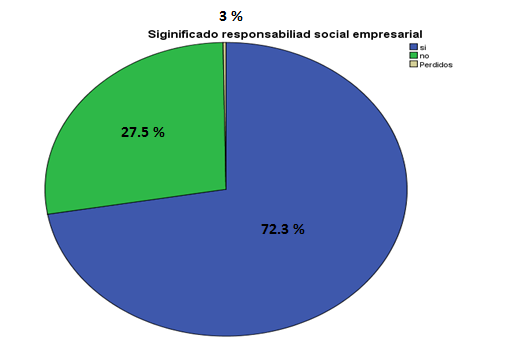 3 %
Siginificado responsabiliad social empresarial
si
no
Perdidos
27.5 %
72.3 %